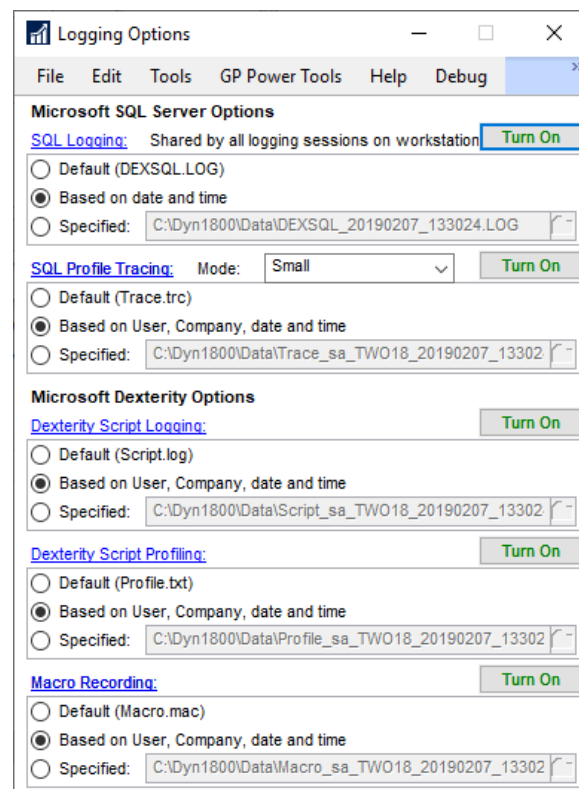 Logging Options
File Edit Tools GP Power Tools Help Debug »
Microsoft SQL Server Options
SQL Logging: Shared by all logging sessions on workstation Turn On
Default (DEXSQL.LOG)
Based on date and time
Specified: C:\Dyn1800\Data\DEXSQL_20190207_133024.LOG
SQL Profile Tracing: Mode: Small Turn On
Default (Trace.trc)
Based on User, Company, date and time
Specified: C:\Dyn1800\Data\Trace_sa_TWO18_20190207_13302
Microsoft Dexterity Options
Dexterity Script Logging: Turn On
Default (Script.log)
Based on User, Company, date and time
Specified: C:\Dyn1800\Data\Script_sa_TWO18_20190207_13302
Dexterity Script Profiling: Turn On
Default (Profile.txt)
Based on User, Company, date and time
Specified: C:\Dyn1800\Data\Profile_sa_TWO18_20190207_13302
Macro Recording: Turn On
Default (Macro.mac)
Based on User, Company, date and time
Specified: C:\Dyn1800\Data\Macro_sa_TWO18_20190207_13302